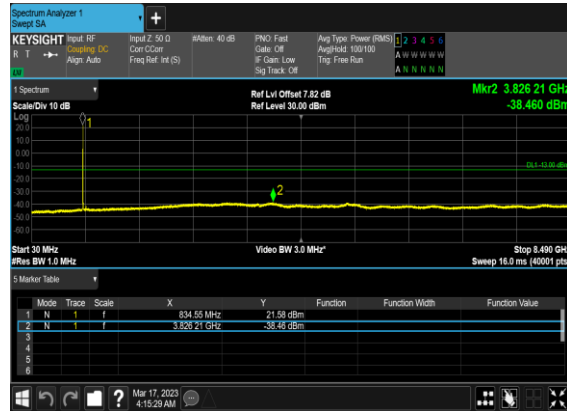 Spectrum Analyzer 1
Swept SA
KEYSIGHT Input: RF Input Z: 50 Ω #Atten: 40 dB PNO: Fast Avg Type: Power (RMS) 1 2 3 4 5 6
R T Coupling: DC Corr CCorr Gate: Off Avg|Hold: 100/100 A W W W W W
Align: Auto Freq Ref: Int (S) IF Gain: Low Trig: Free Run
Sig Track: Off A N N N N N
1 Spectrum Ref Lvl Offset 7.82 dB Mkr2 3.826 21 GHz
Scale/Div 10 dB Ref Level 30.00 dBm -38.460 dBm
Log
20.0
10.0
0.00
-10.0
-20.0
-30.0
-40.0
-50.0
-60.0
1
2
DL1 -13.00 dBm
Start 30 MHz Video BW 3.0 MHz* Stop 8.490 GHz
#Res BW 1.0 MHz Sweep 16.0 ms (40001 pts)
5 Marker Table
Mode Trace Scale X Y Function Function Width Function Value
1 N 1 f 834.55 MHz 21.58 dBm
2 N 1 f 3.826 21 GHz -38.46 dBm
3
4
5
6
? Mar 17, 2023
4:15:29 AM